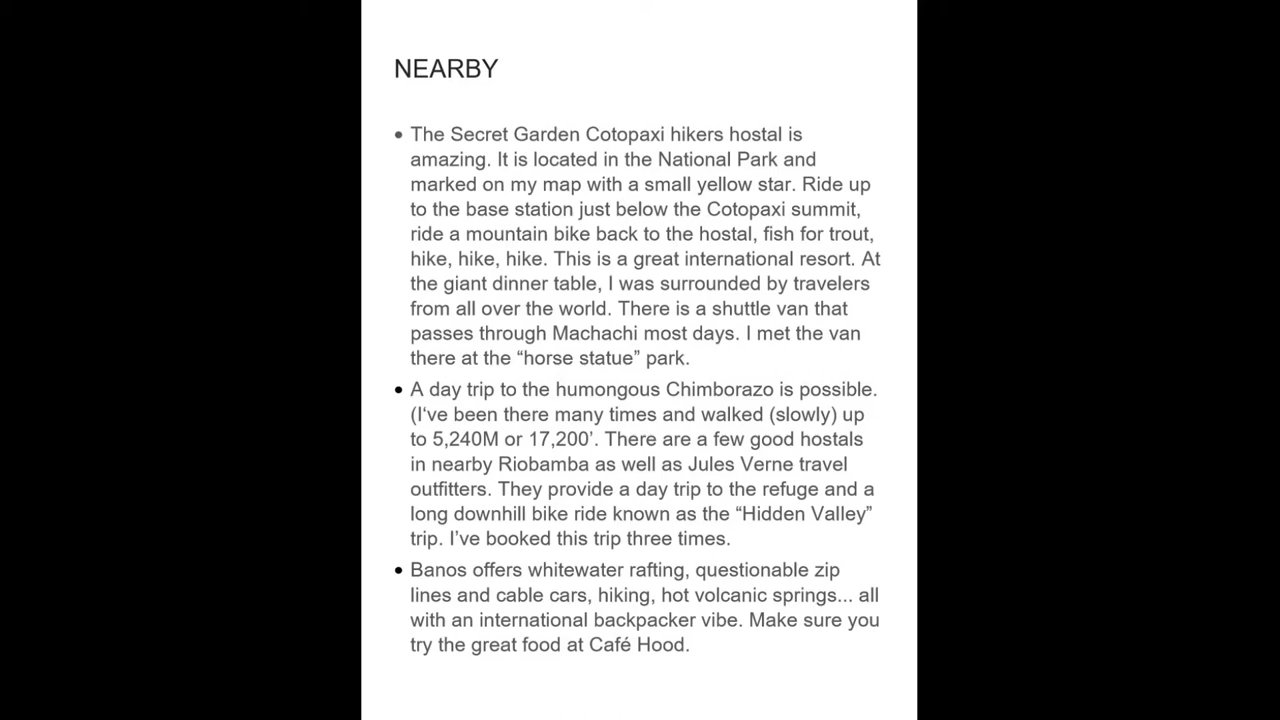 NEARBY
• The Secret Garden Cotopaxi hikers hostal is
amazing. It is located in the National Park and
marked on my map with a small yellow star. Ride up
to the base station just below the Cotopaxi summit,
ride a mountain bike back to the hostal, fish for trout,
hike, hike, hike. This is a great international resort. At
the giant dinner table, I was surrounded by travelers
from all over the world. There is a shuttle van that
passes through Machachi most days. I met the van
there at the “horse statue” park.
• A day trip to the humongous Chimborazo is possible.
(I‘ve been there many times and walked (slowly) up
to 5,240M or 17,200’. There are a few good hostals
in nearby Riobamba as well as Jules Verne travel
outfitters. They provide a day trip to the refuge and a
long downhill bike ride known as the “Hidden Valley”
trip. I’ve booked this trip three times.
• Banos offers whitewater rafting, questionable zip
lines and cable cars, hiking, hot volcanic springs... all
with an international backpacker vibe. Make sure you
try the great food at Café Hood.